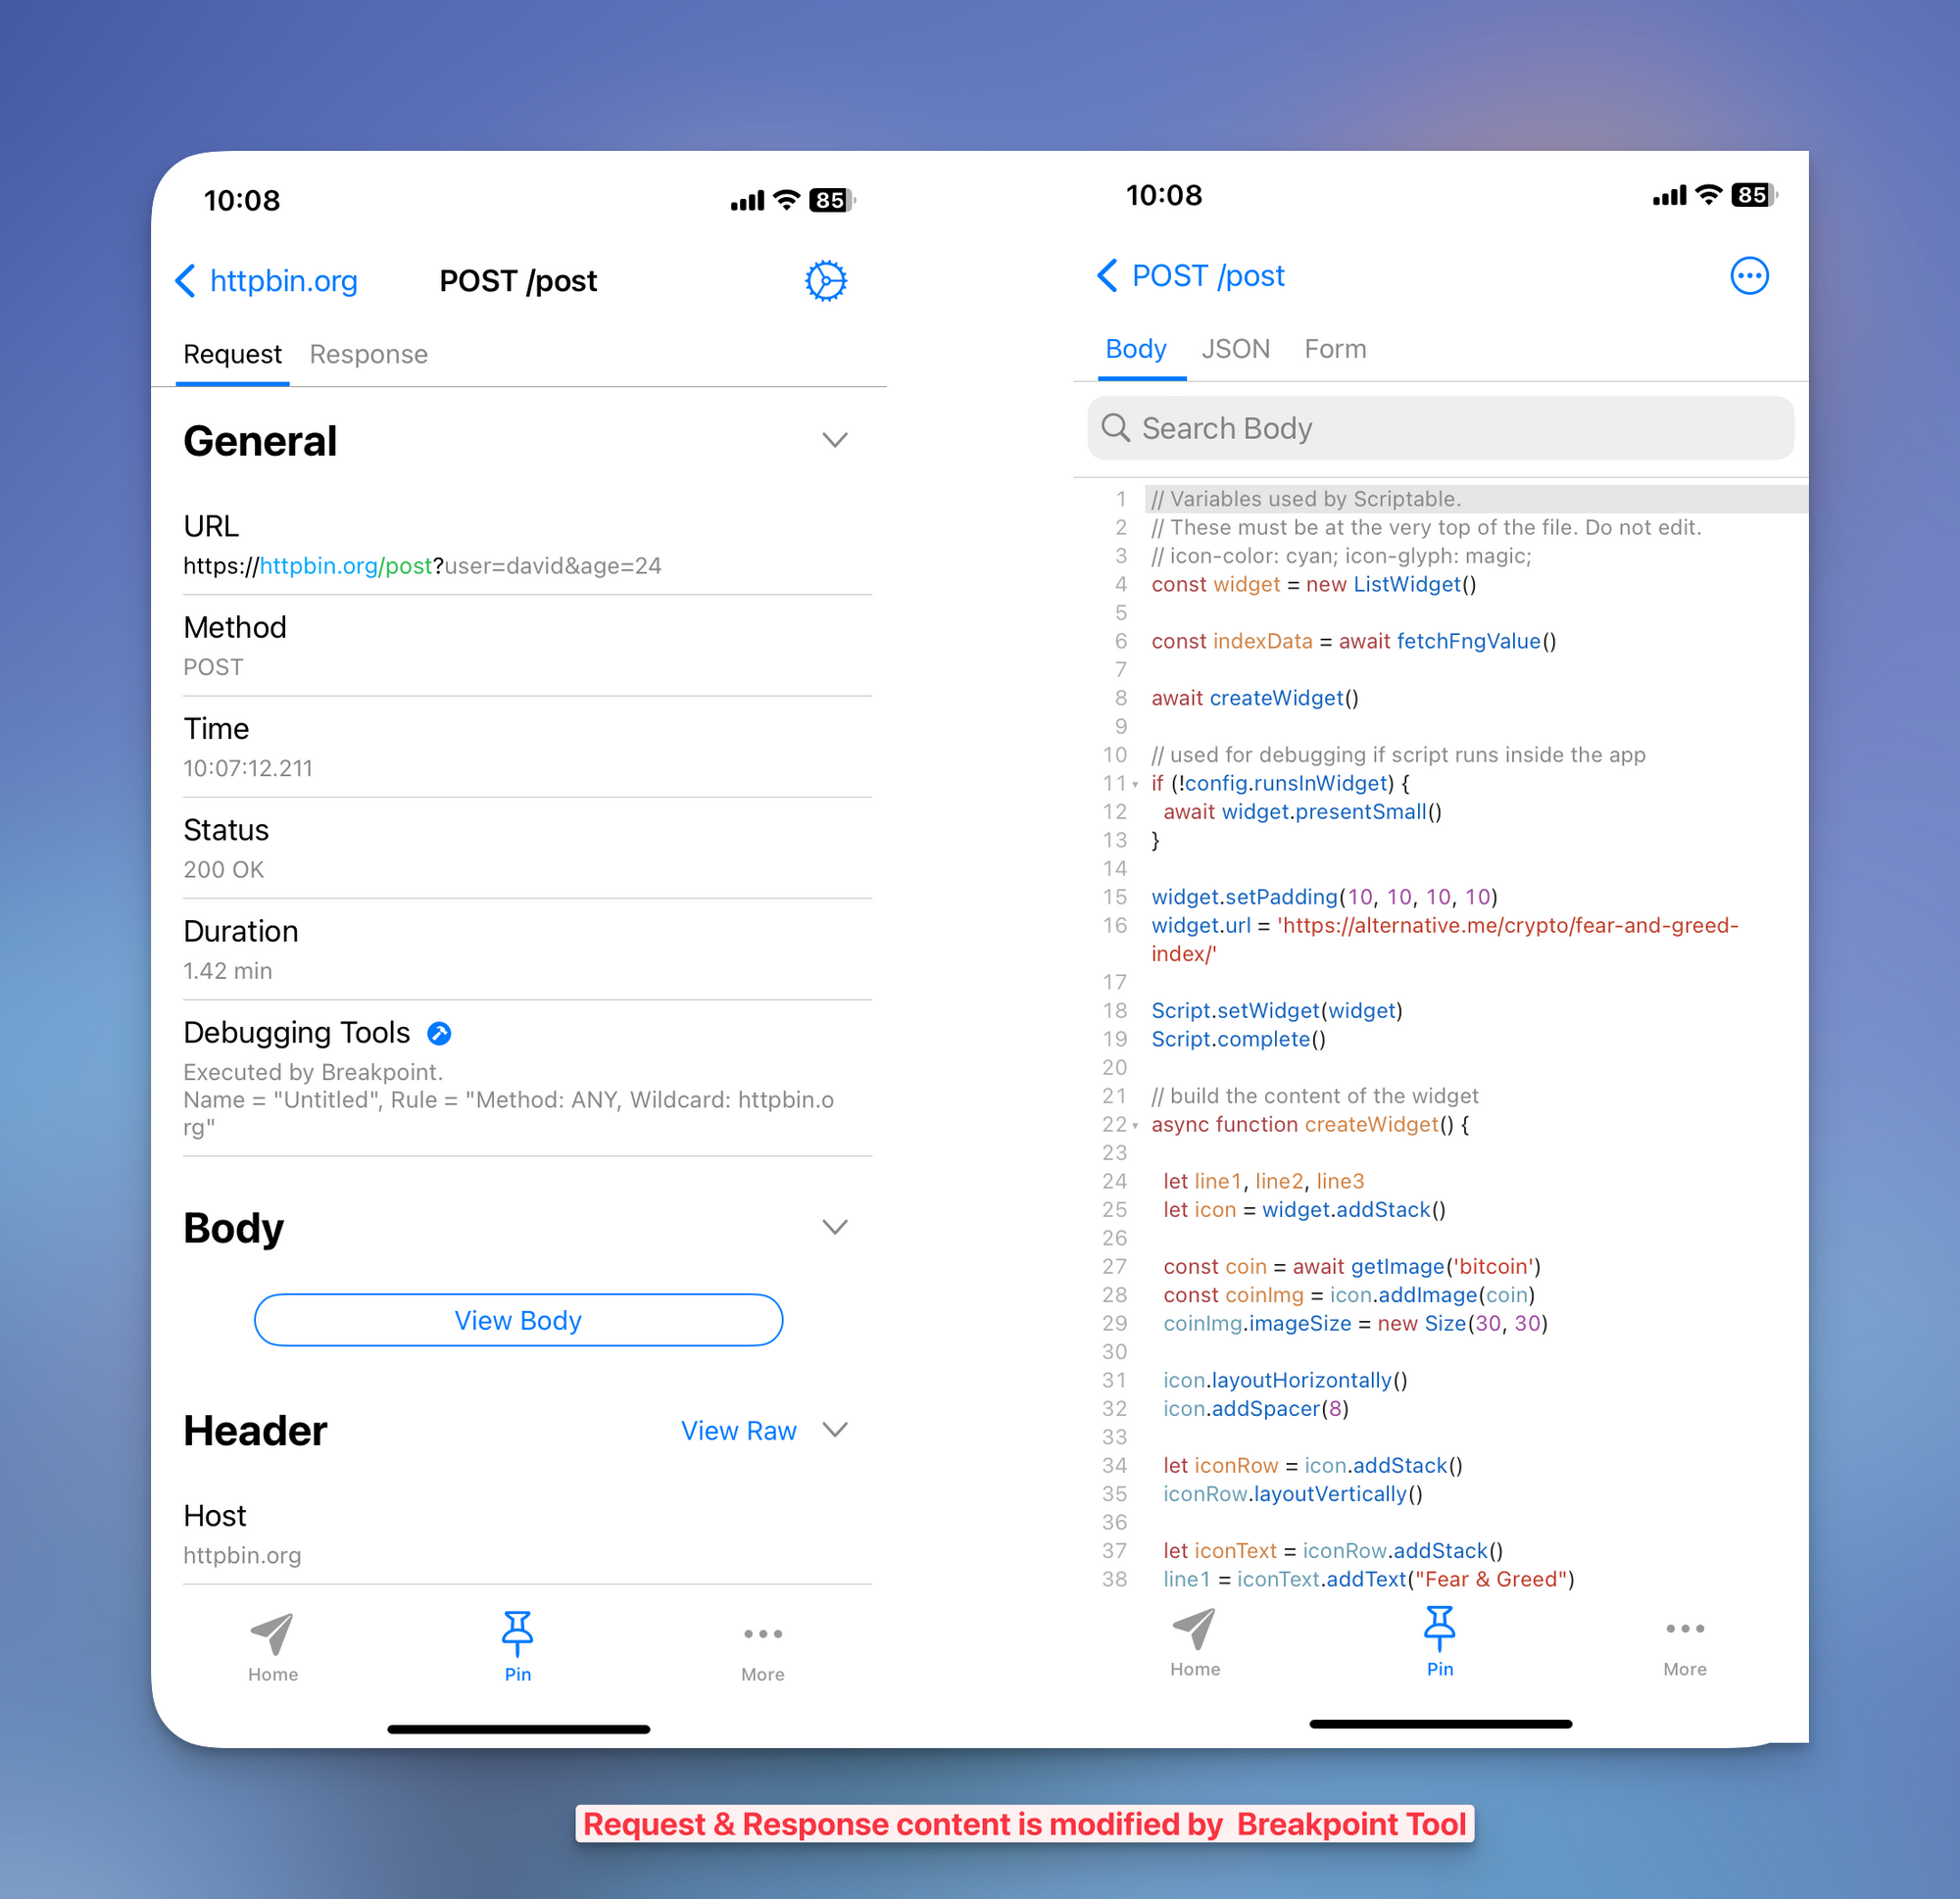 10:08
85
httpbin.org
POST /post
Request Response
General
URL
https://httpbin.org/post?user=david&age=24
Method
POST
Time
10:07:12.211
Status
200 OK
Duration
1.42 min
Debugging Tools
Executed by Breakpoint.
Name = "Untitled", Rule = "Method: ANY, Wildcard: httpbin.o
rg"
Body
View Body
Header View Raw
Host
httpbin.org
Home Pin More
10:08
85
POST /post
Body JSON Form
Search Body
1 // Variables used by Scriptable.
2 // These must be at the very top of the file. Do not edit.
3 // icon-color: cyan; icon-glyph: magic;
4 const widget = new ListWidget()
5
6 const indexData = await fetchFngValue()
7
8 await createWidget()
9
10 // used for debugging if script runs inside the app
11 if (!config.runsInWidget) {
12 await widget.presentSmall()
13 }
14
15 widget.setPadding(10, 10, 10, 10)
16 widget.url = 'https://alternative.me/crypto/fear-and-greed-
index/'
17
18 Script.setWidget(widget)
19 Script.complete()
20
21 // build the content of the widget
22 async function createWidget() {
23
24 let line1, line2, line3
25 let icon = widget.addStack()
26
27 const coin = await getImage('bitcoin')
28 const coinImg = icon.addImage(coin)
29 coinImg.imageSize = new Size(30, 30)
30
31 icon.layoutHorizontally()
32 icon.addSpacer(8)
33
34 let iconRow = icon.addStack()
35 iconRow.layoutVertically()
36
37 let iconText = iconRow.addStack()
38 line1 = iconText.addText("Fear & Greed")
Home Pin More
Request & Response content is modified by Breakpoint Tool